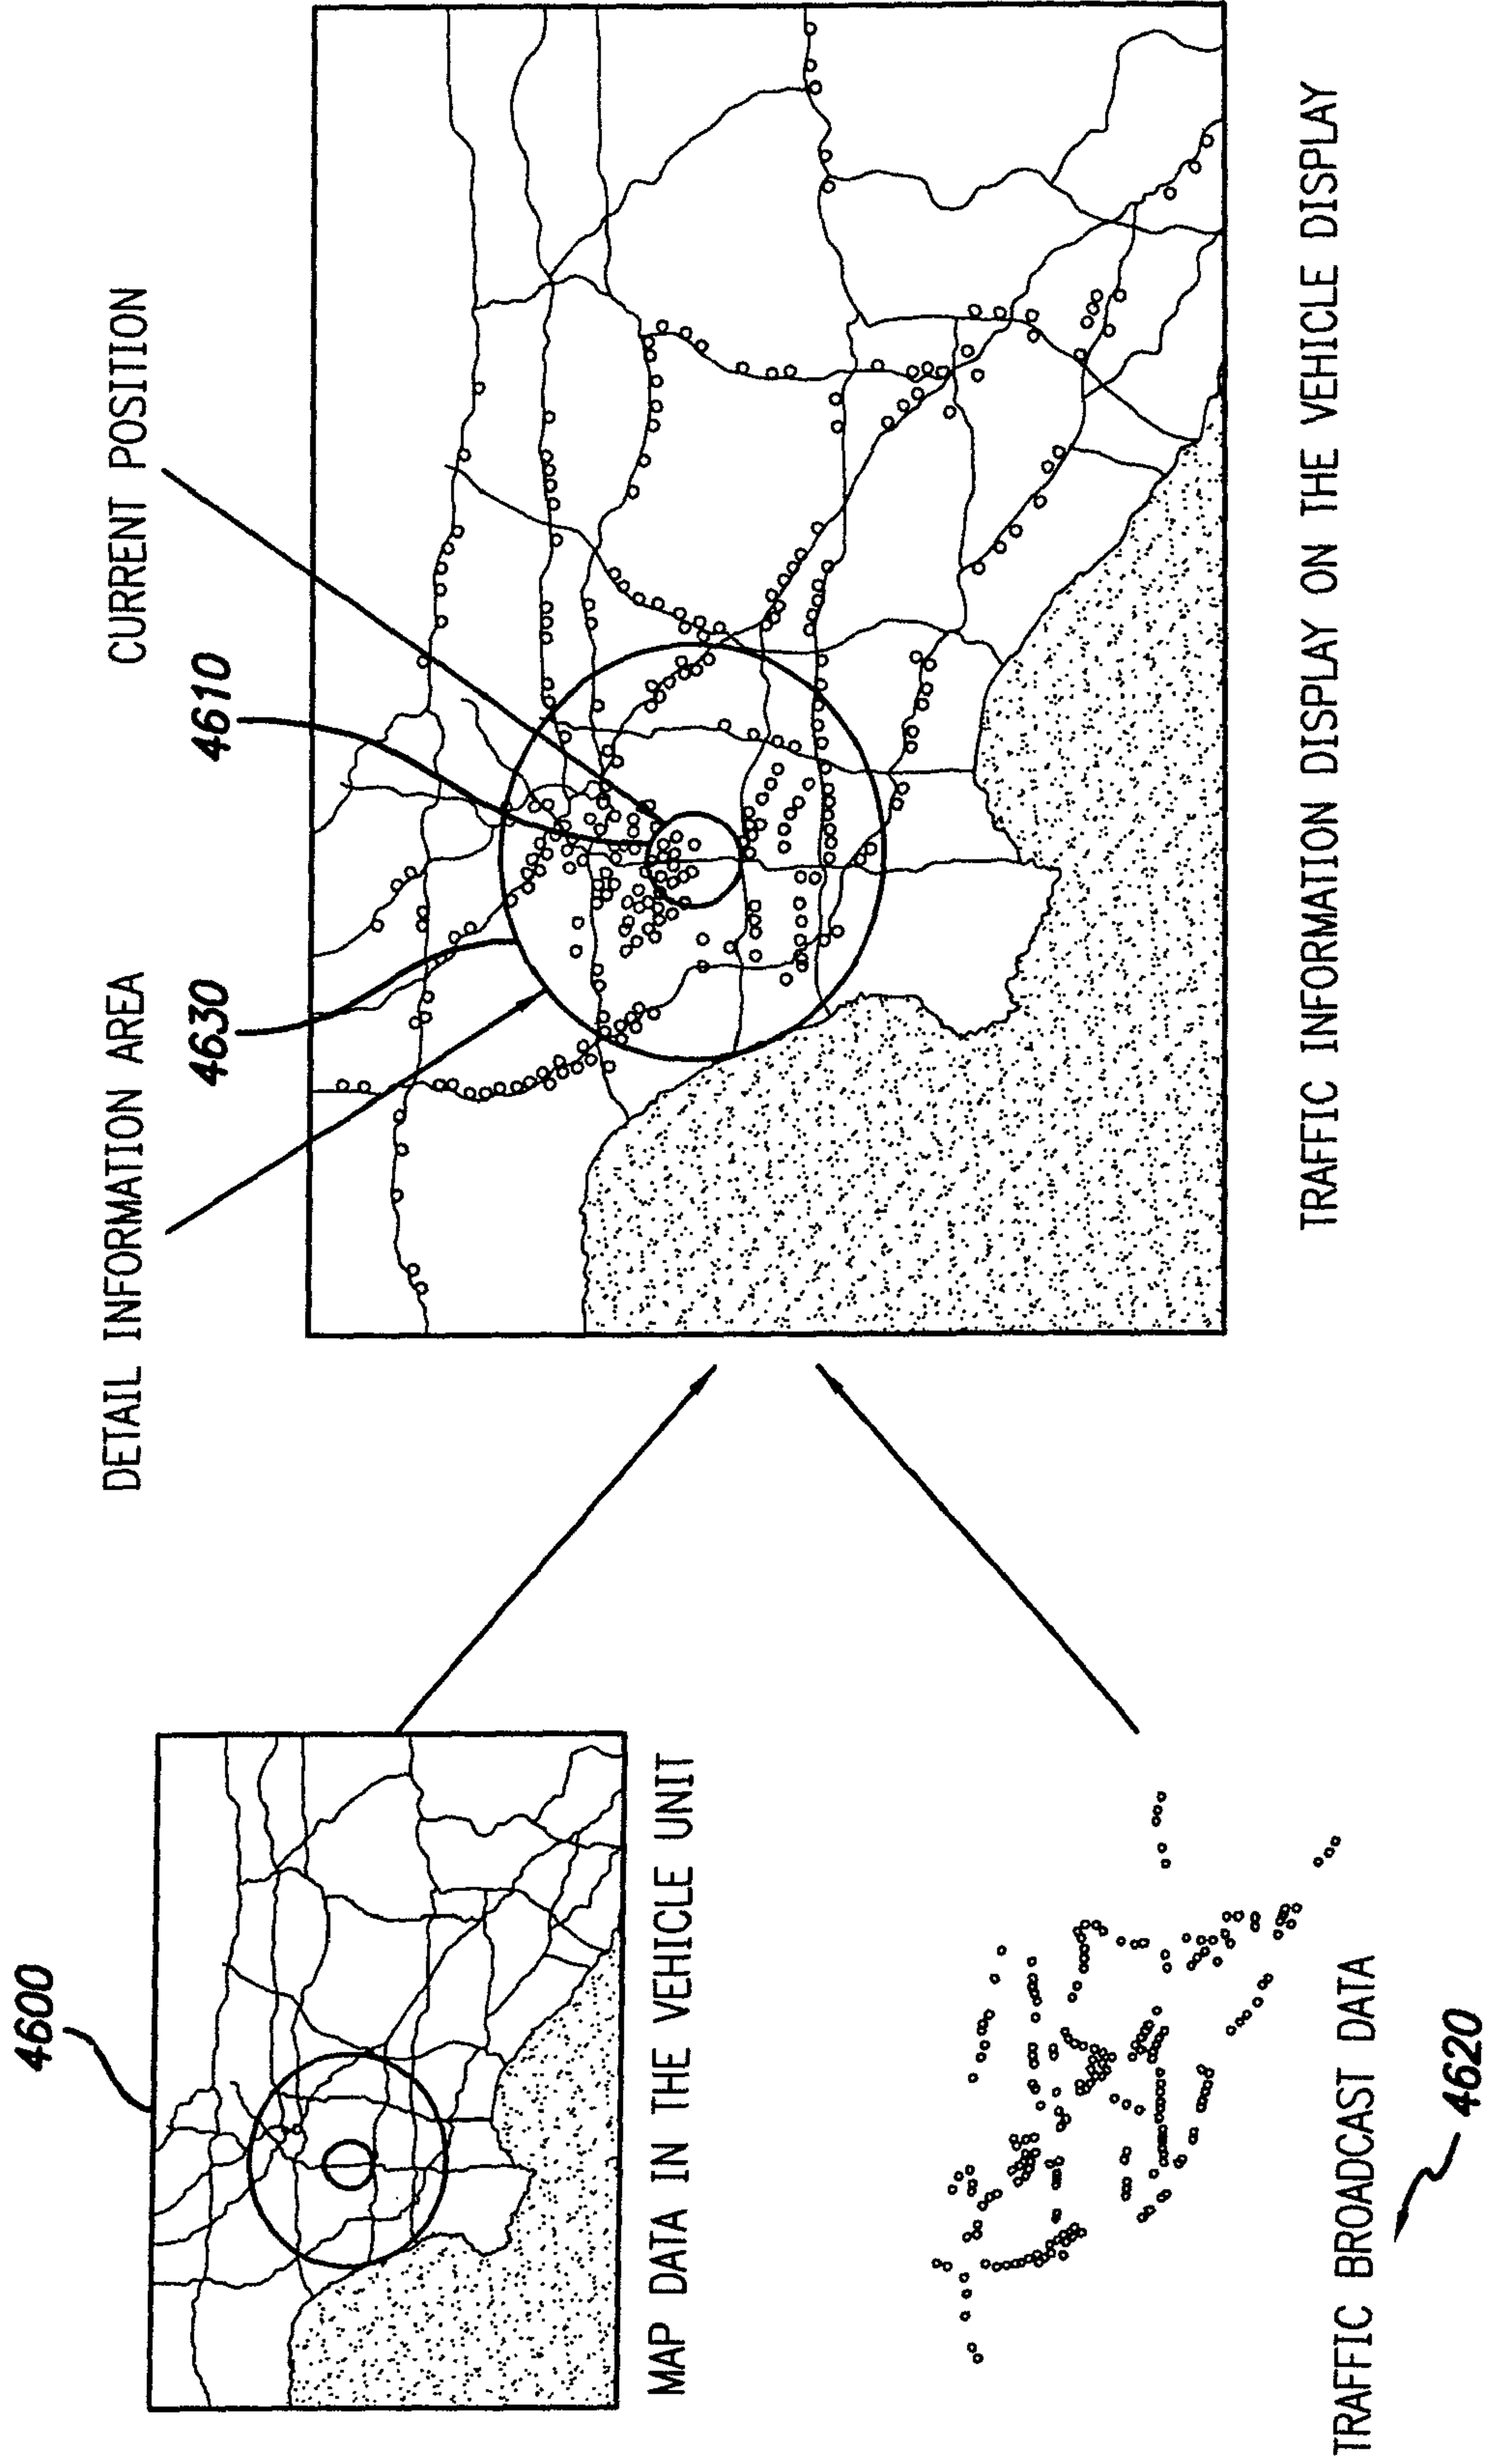 DETAIL INFORMATION AREA
CURRENT POSITION
4630
4610
4600
MAP DATA IN THE VEHICLE UNIT
TRAFFIC BROADCAST DATA
4620
TRAFFIC INFORMATION DISPLAY ON THE VEHICLE DISPLAY